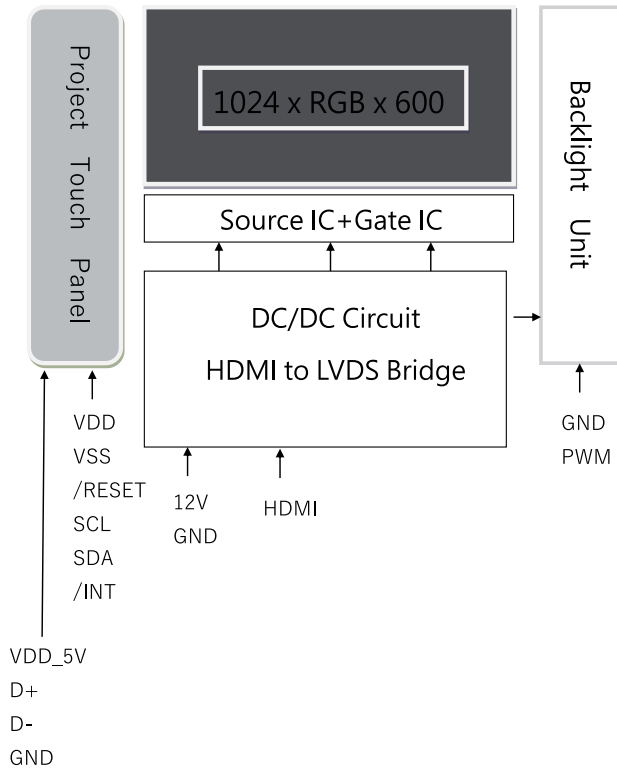 Project Touch Panel
1024 x RGB x 600
Backlight Unit
Source IC+Gate IC
DC/DC Circuit
HDMI to LVDS Bridge
VDD
VSS
/RESET
SCL
SDA
/INT
12V
GND
HDMI
GND
PWM
VDD_5V
D+
D-
GND